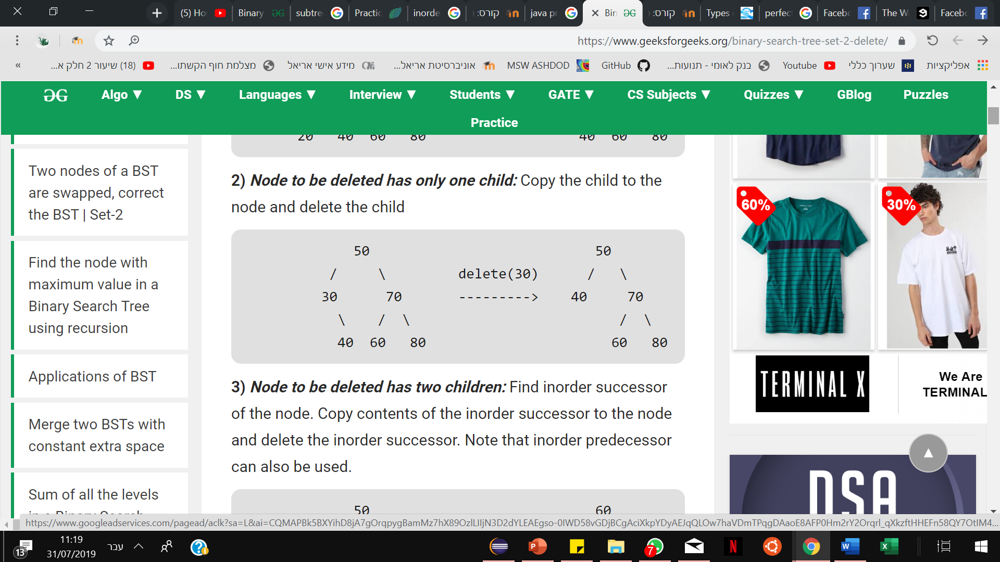 (5) Ho
Binary
subtre
Practic
inorde
קורס:
java pr
Bin
קורס:
Types
perfec
Faceb
The W
Faceb
https://www.geeksforgeeks.org/binary-search-tree-set-2-delete/
אפליקציות
שערוך כללי
Youtube
בנק לאומי - תנועות...
GitHub
MSW ASHDOD
אוניברסיטת אריאל...
מידע אישי אריאל
מצלמת חוף הקשתו...
(18) שיעור 2 חלק א...
Algo ▼ DS ▼ Languages ▼ Interview ▼ Students ▼ GATE ▼ CS Subjects ▼ Quizzes ▼ GBlog Puzzles
Practice
Two nodes of a BST
are swapped, correct
the BST | Set-2
Find the node with
maximum value in a
Binary Search Tree
using recursion
Applications of BST
Merge two BSTs with
constant extra space
Sum of all the levels
in a Binary Search
20 40 60 80 40 60 80
2) Node to be deleted has only one child: Copy the child to the
node and delete the child
50 50
/ \ delete(30) / \
30 70 ---------> 40 70
\ / \ / \
40 60 80 60 80
3) Node to be deleted has two children: Find inorder successor
of the node. Copy contents of the inorder successor to the node
and delete the inorder successor. Note that inorder predecessor
can also be used.
50 60
60%
30%
TERMINAL X
We Are
TERMINAL
▲
DSA
https://www.googleadservices.com/pagead/aclk?sa=L&ai=CQMAPBk5BXYihD8jA7gOrqpygBamMz7hX89OzlLIIjN3D2dYLEAEgso-0IWD58vGDjBCgAciXkpYDyAEJqQLOw7haVDmTPqgDAaoE8AFP0Hm2rY2Orqrl_qXkzftHHEFn58QY7OtIM4...
13
11:19
31/07/2019
עבר
7